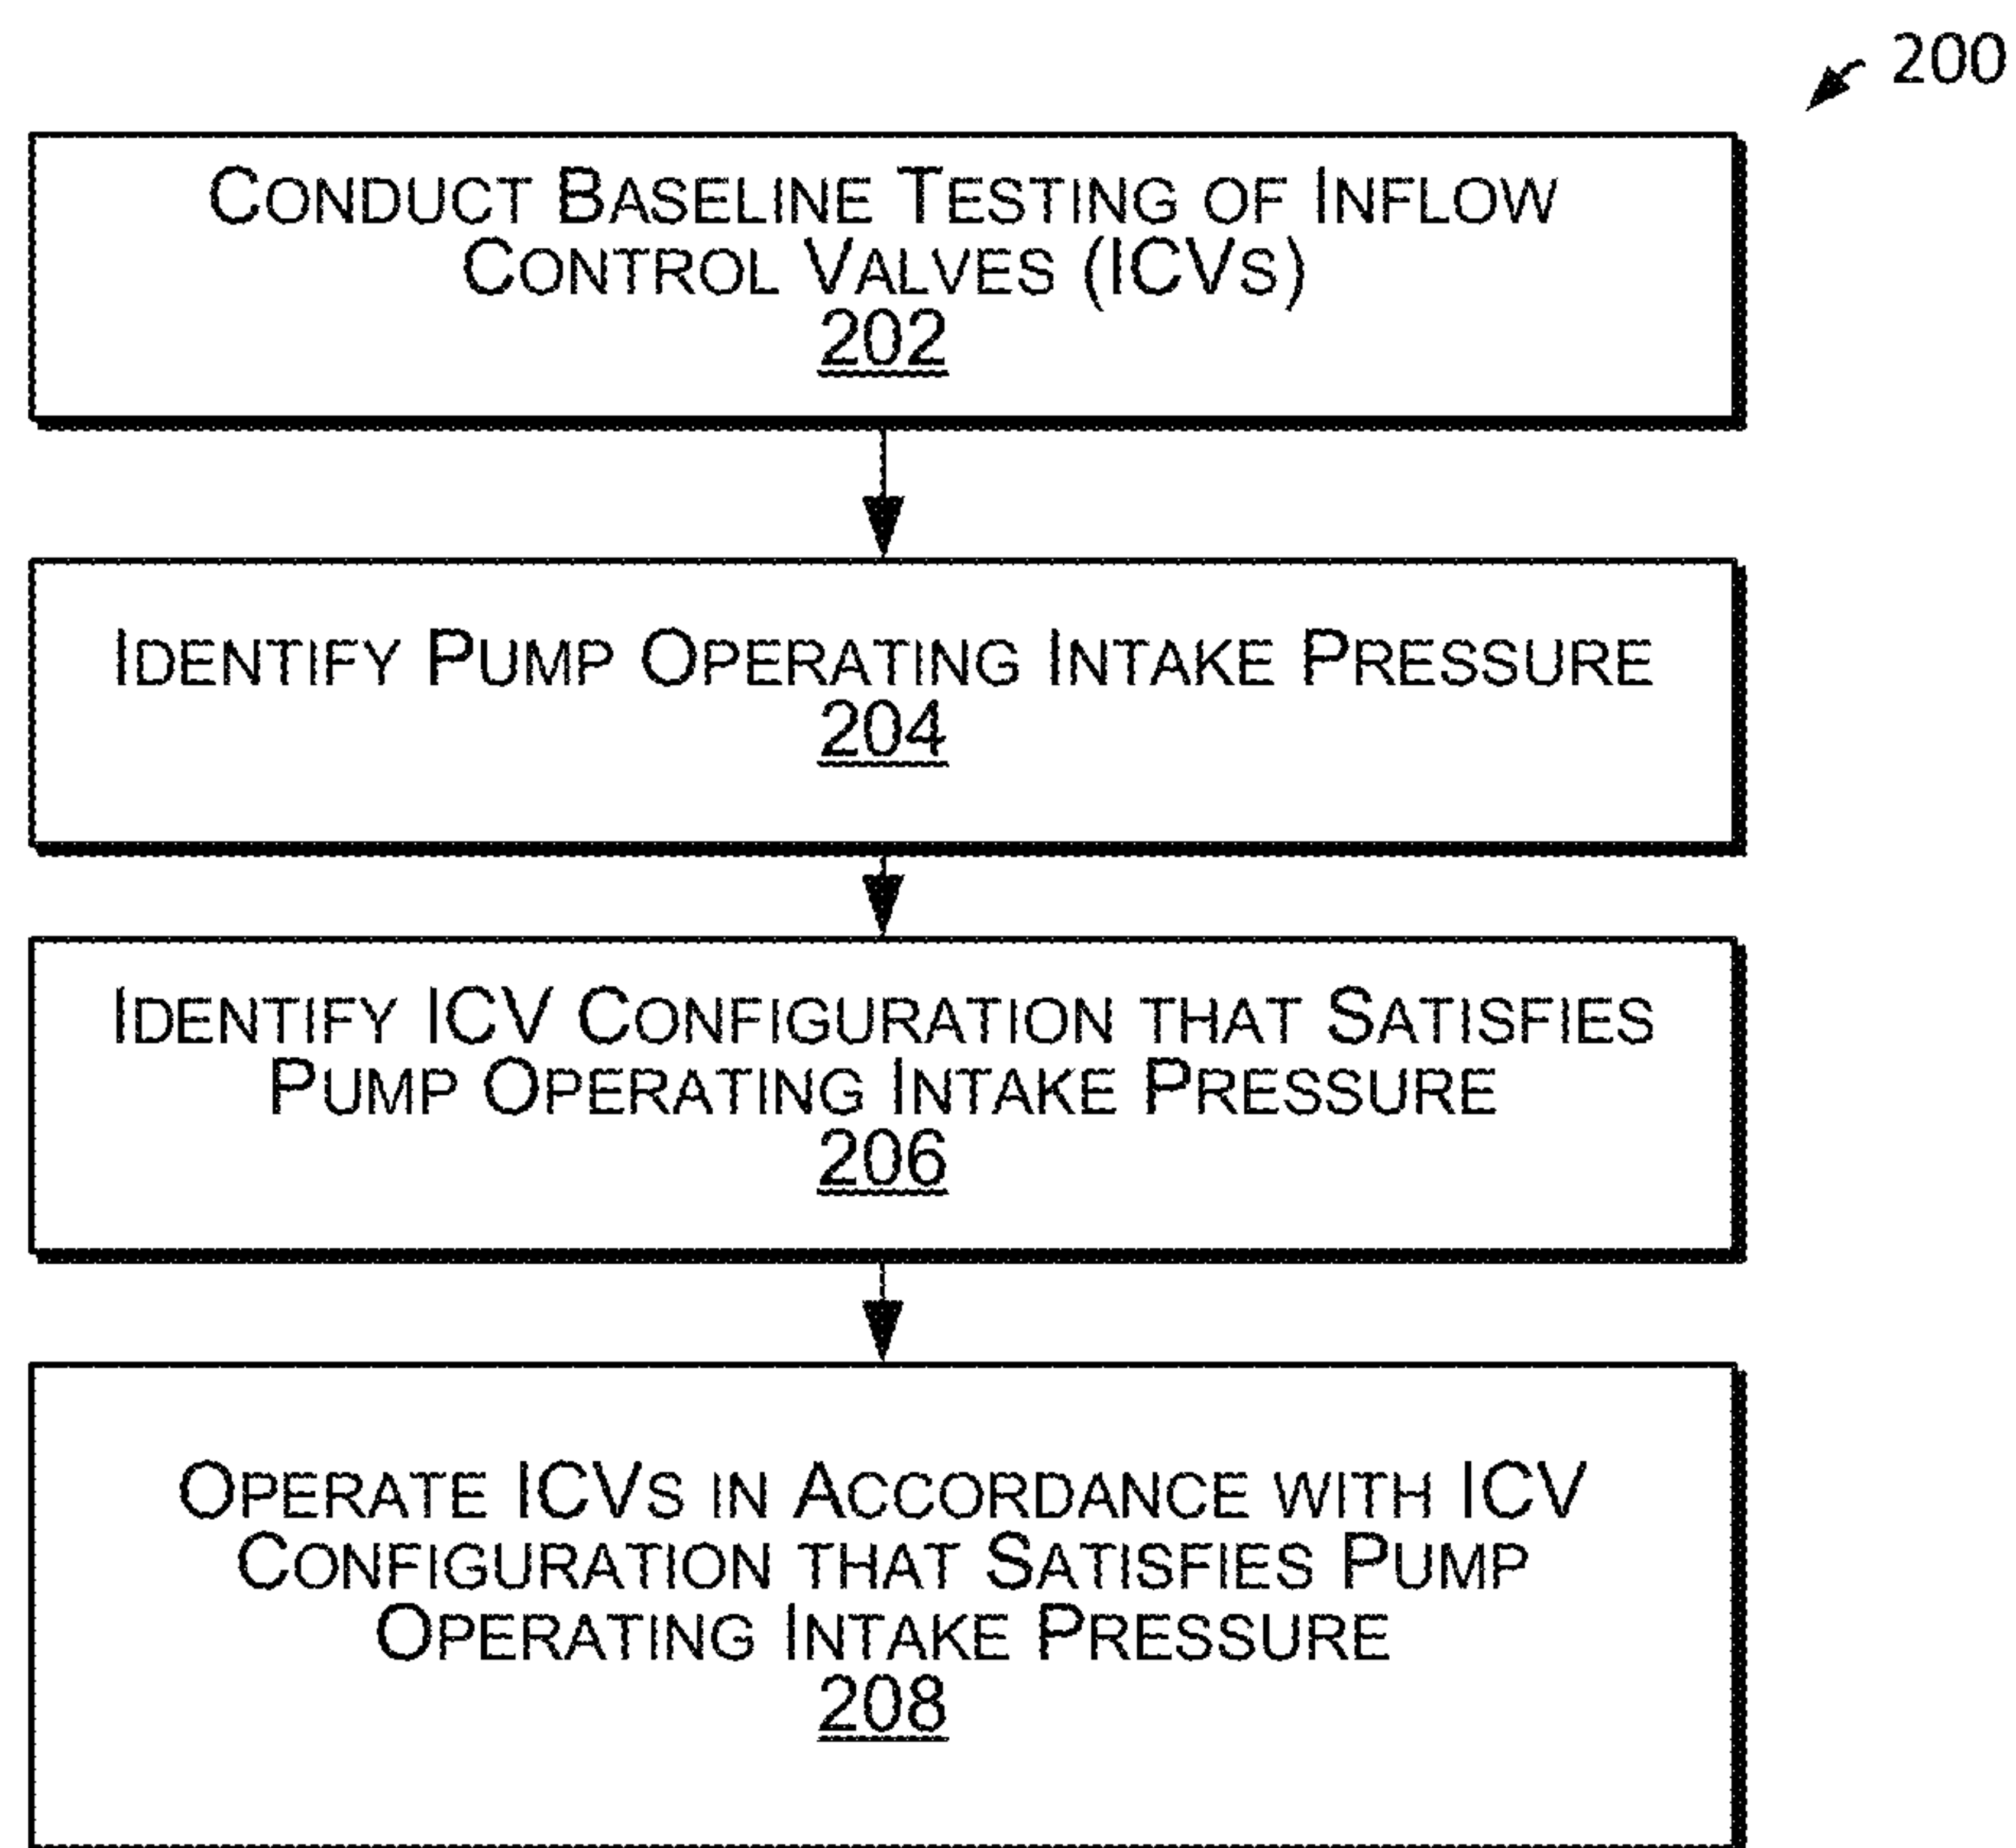 200
CONDUCT BASELINE TESTING OF INFLOW
CONTROL VALVES (ICVS)
202
IDENTIFY PUMP OPERATING INTAKE PRESSURE
204
IDENTIFY ICV CONFIGURATION THAT SATISFIES
PUMP OPERATING INTAKE PRESSURE
206
OPERATE ICVS IN ACCORDANCE WITH ICV
CONFIGURATION THAT SATISFIES PUMP
OPERATING INTAKE PRESSURE
208